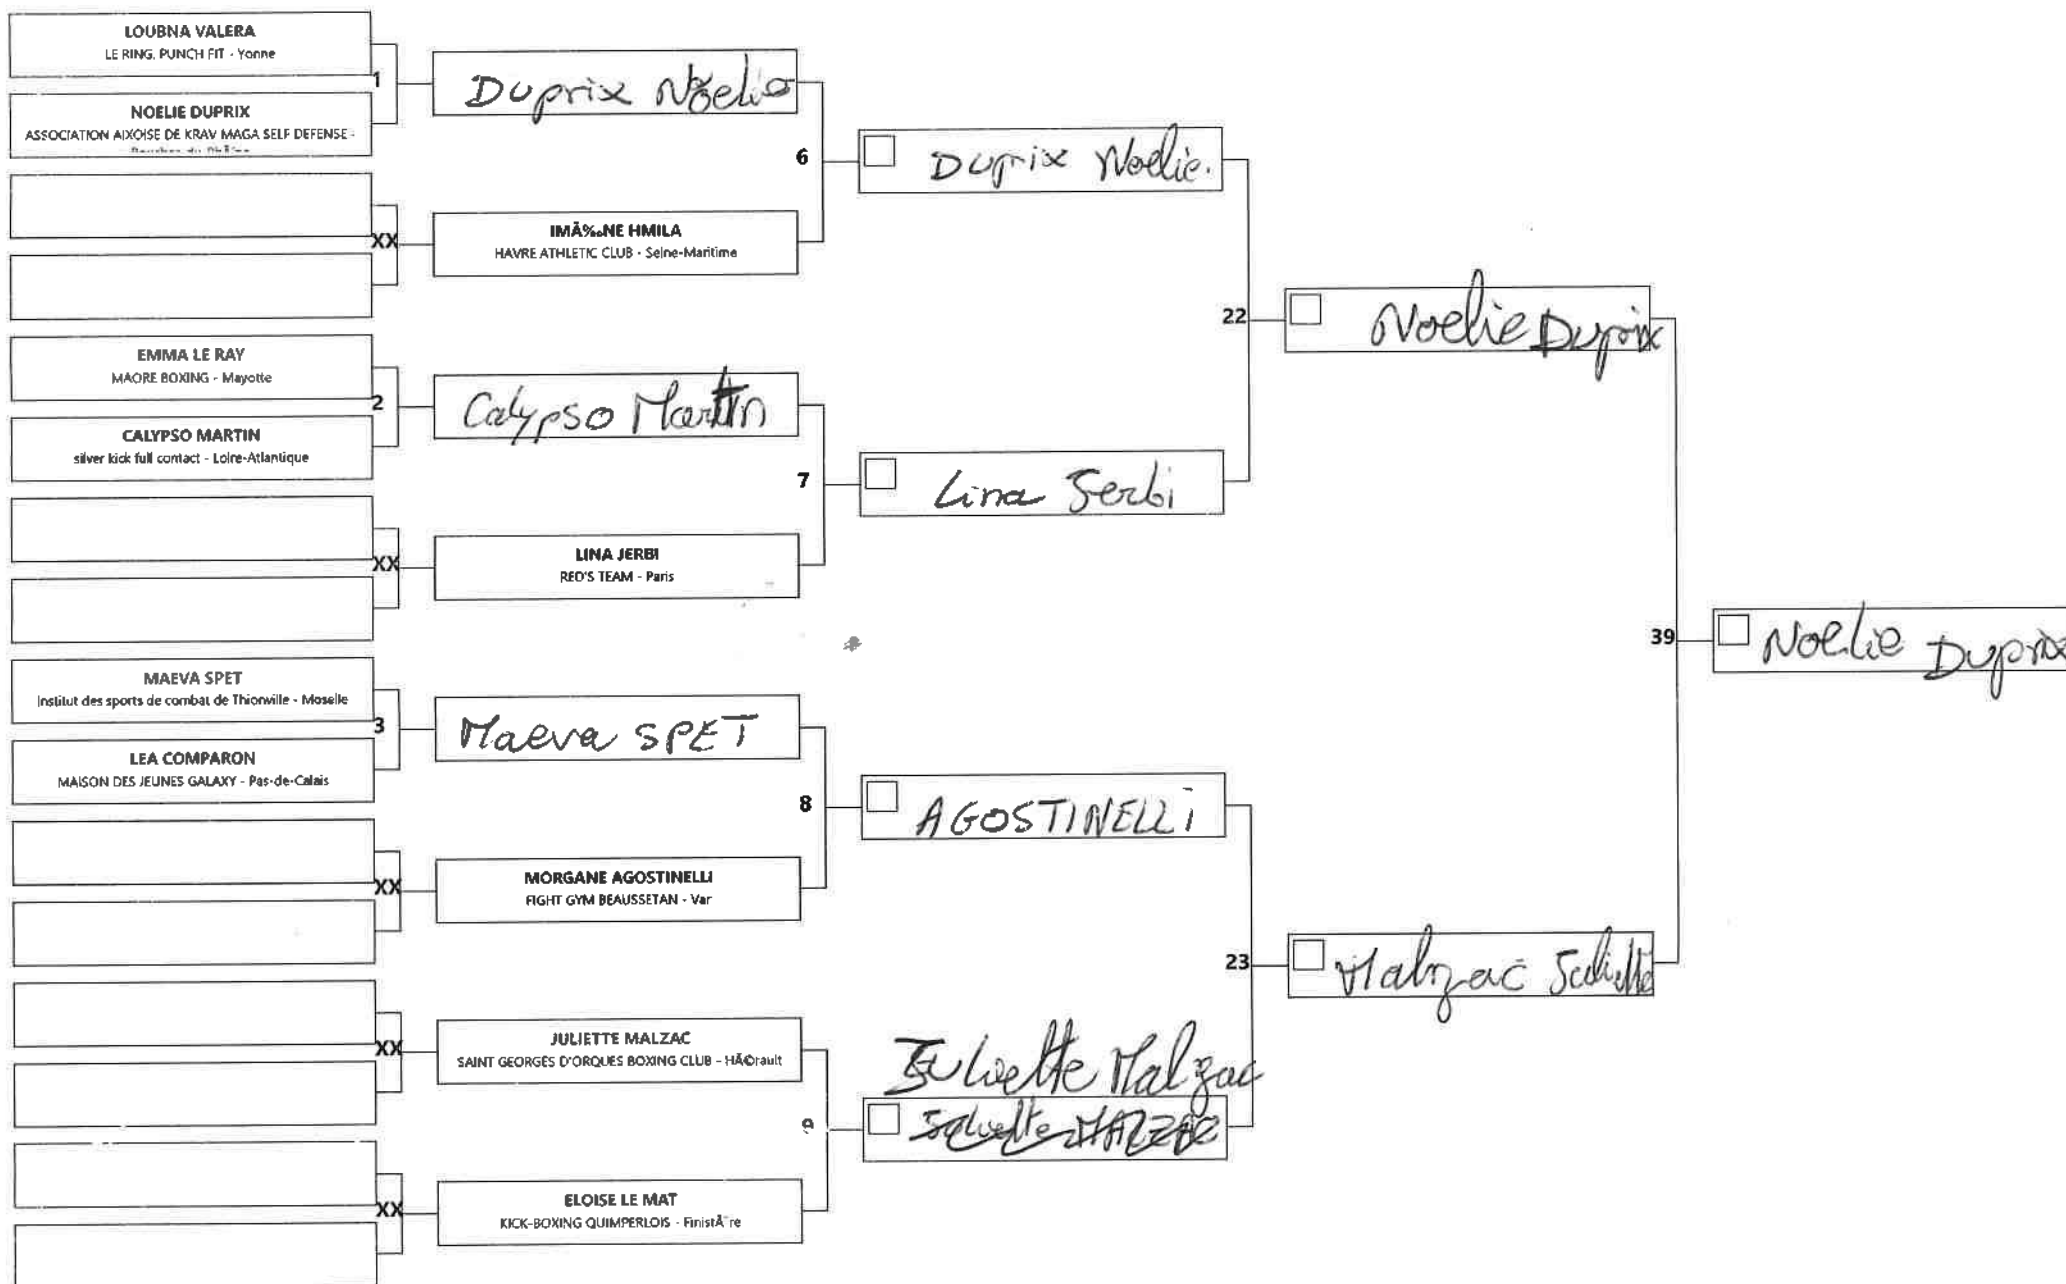 LOUBNA VALERA
LE RING, PUNCH FIT - Yonne
1
NOELIE DUPRIX
ASSOCIATION AIXOISE DE KRAV MAGA SELF DEFENSE -
Duprix Noelie
XX
IMÃ‰NE HMILA
HAVRE ATHLETIC CLUB - Seine-Maritime
6
Duprix Noelie.
EMMA LE RAY
MAORE BOXING - Mayotte
2
CALYPSO MARTIN
silver kick full contact - Loire-Atlantique
Calypso Martin
XX
LINA JERBI
RED'S TEAM - Paris
7
Lina Jerbi
22
Noelie Duprix
MAEVA SPET
Institut des sports de combat de Thionville - Moselle
3
LEA COMPARON
MAISON DES JEUNES GALAXY - Pas-de-Calais
Maeva SPET
XX
MORGANE AGOSTINELLI
FIGHT GYM BEAUSSETAN - Var
8
AGOSTINELLI
XX
JULIETTE MALZAC
SAINT GEORGES D'ORQUES BOXING CLUB - HÃ©rault
XX
ELOISE LE MAT
KICK-BOXING QUIMPERLOIS - FinistÃ¨re
9
Juliette Malzac
Juliette MALZAC
23
Malzac Juliette
39
Noelie Duprix